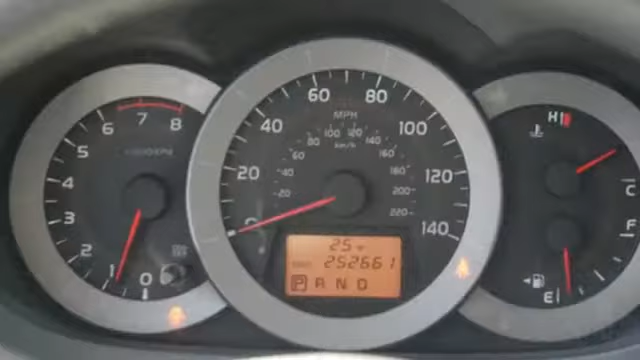 0 1 2 3 4 5 6 7 8
0 20 40 60 80 100 120 140
MPH
20 40 60 80 100 120 140 160 180 200 220
km/h
25°F
252661
P R N D
H
C
F
E